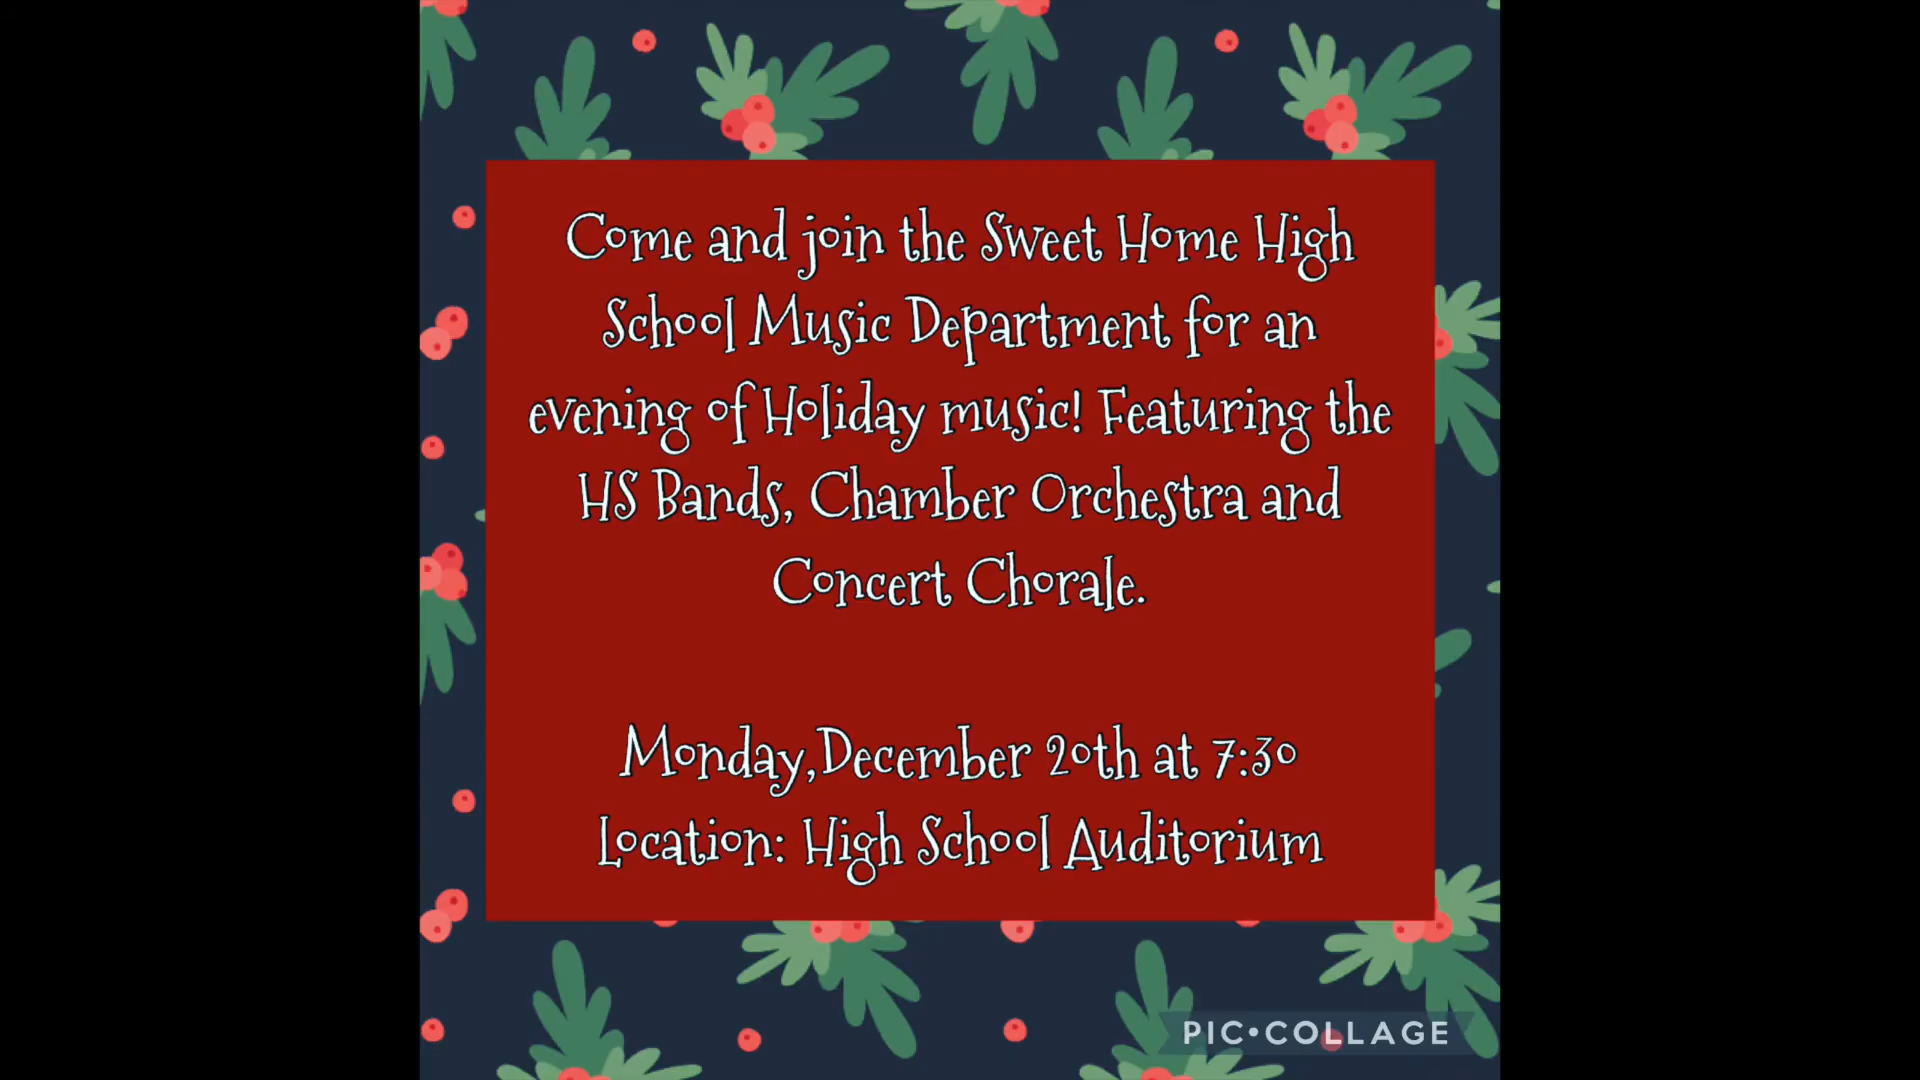 Come and join the Sweet Home High
School Music Department for an
evening of Holiday music! Featuring the
HS Bands, Chamber Orchestra and
Concert Chorale.
Monday,December 20th at 7:30
Location: High School Auditorium
PIC•COLLAGE